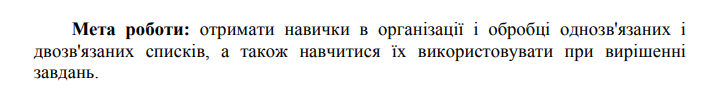 Мета роботи: отримати навички в організації і обробці однозв'язаних і
двозв'язаних списків, а також навчитися їх використовувати при вирішенні
завдань.